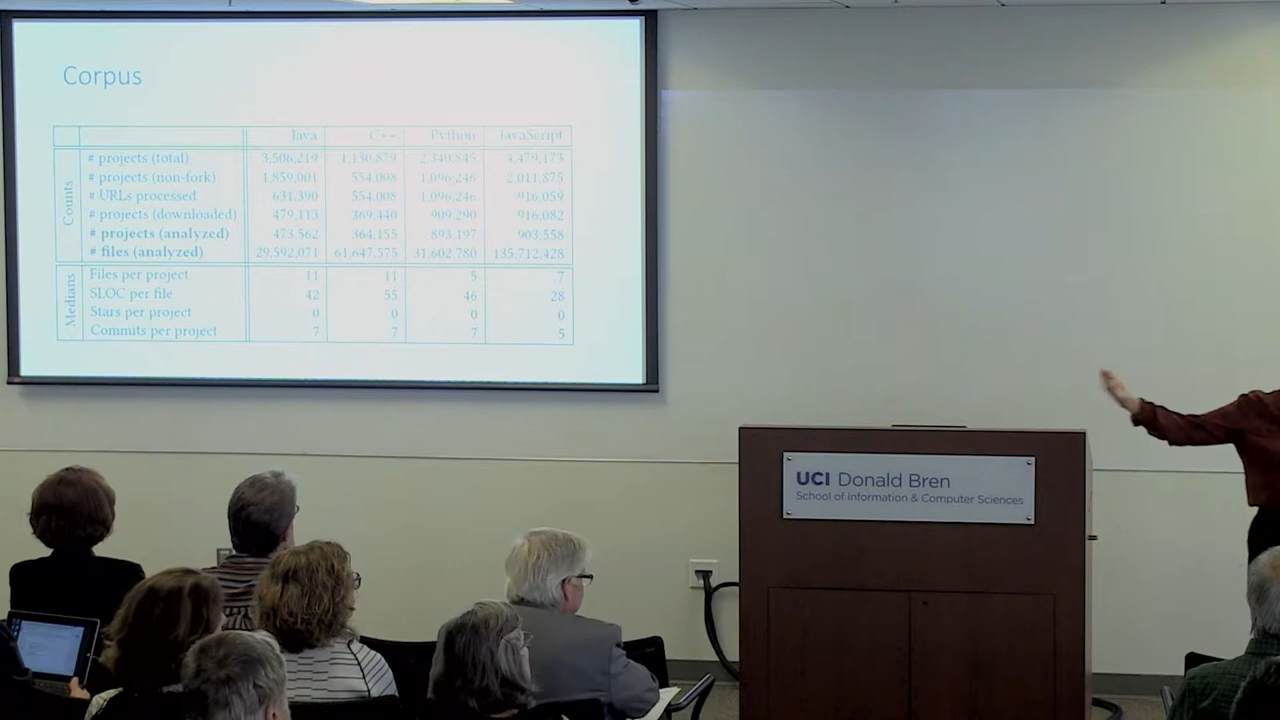 Corpus
Java C++ Python JavaScript
Counts
# projects (total) 3,506,219 1,130,879 2,340,845 4,479,173
# projects (non-fork) 1,859,001 554,008 1,096,246 2,011,875
# URLs processed 631,390 554,008 1,096,246 916,059
# projects (downloaded) 479,113 369,440 909,290 916,082
# projects (analyzed) 473,562 364,155 893,197 903,558
# files (analyzed) 29,592,071 61,647,575 31,602,780 135,712,428
Medians
Files per project 11 11 5 7
SLOC per file 42 55 46 28
Stars per project 0 0 0 0
Commits per project 7 7 7 5
UCI Donald Bren
School of Information & Computer Sciences